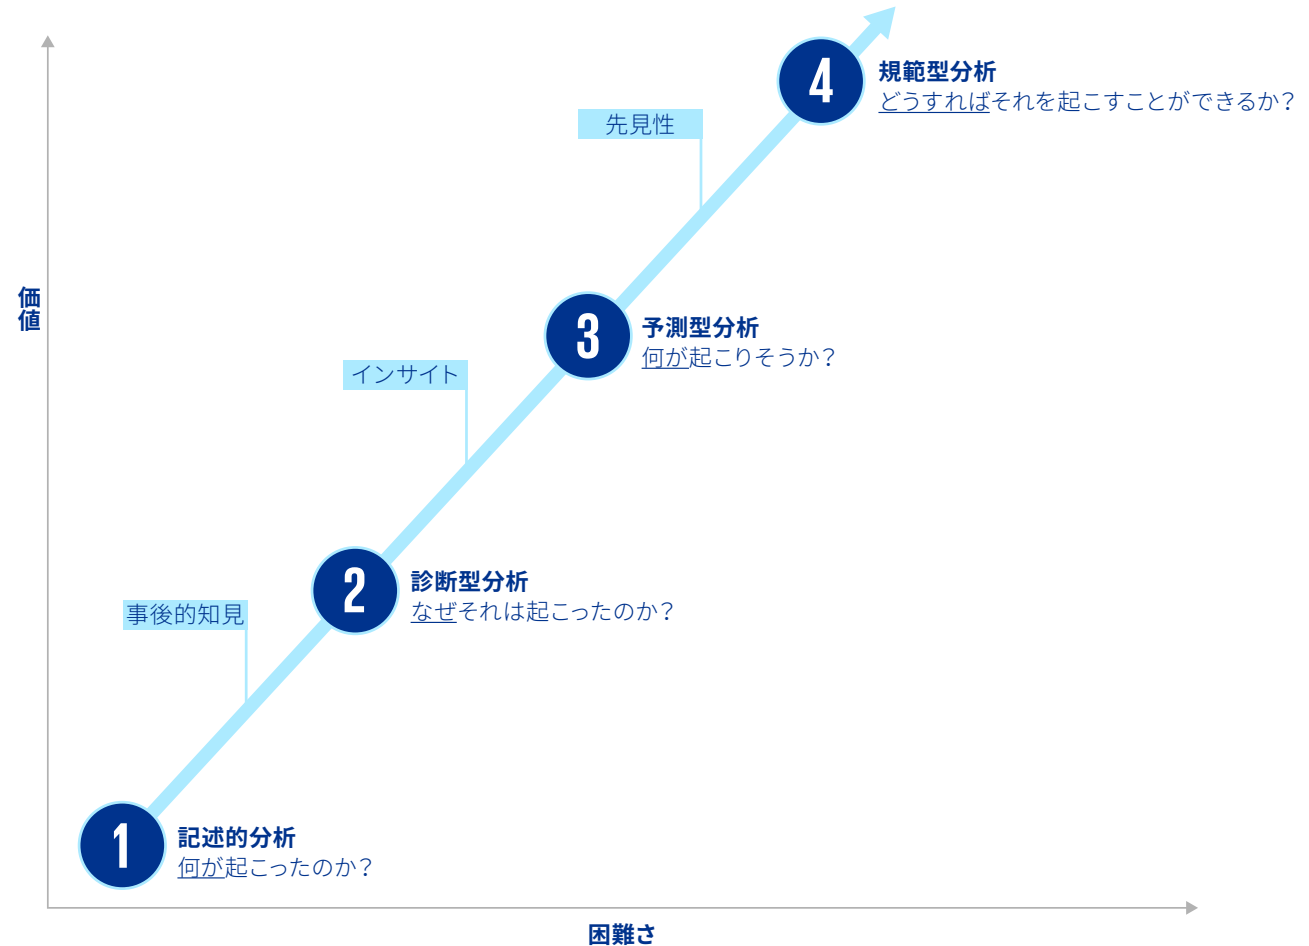 4
規範型分析
どうすればそれを起こすことができるか？
先見性
価値
3
予測型分析
何が起こりそうか？
インサイト
2
診断型分析
なぜそれは起こったのか？
事後的知見
1
記述的分析
何が起こったのか？
困難さ